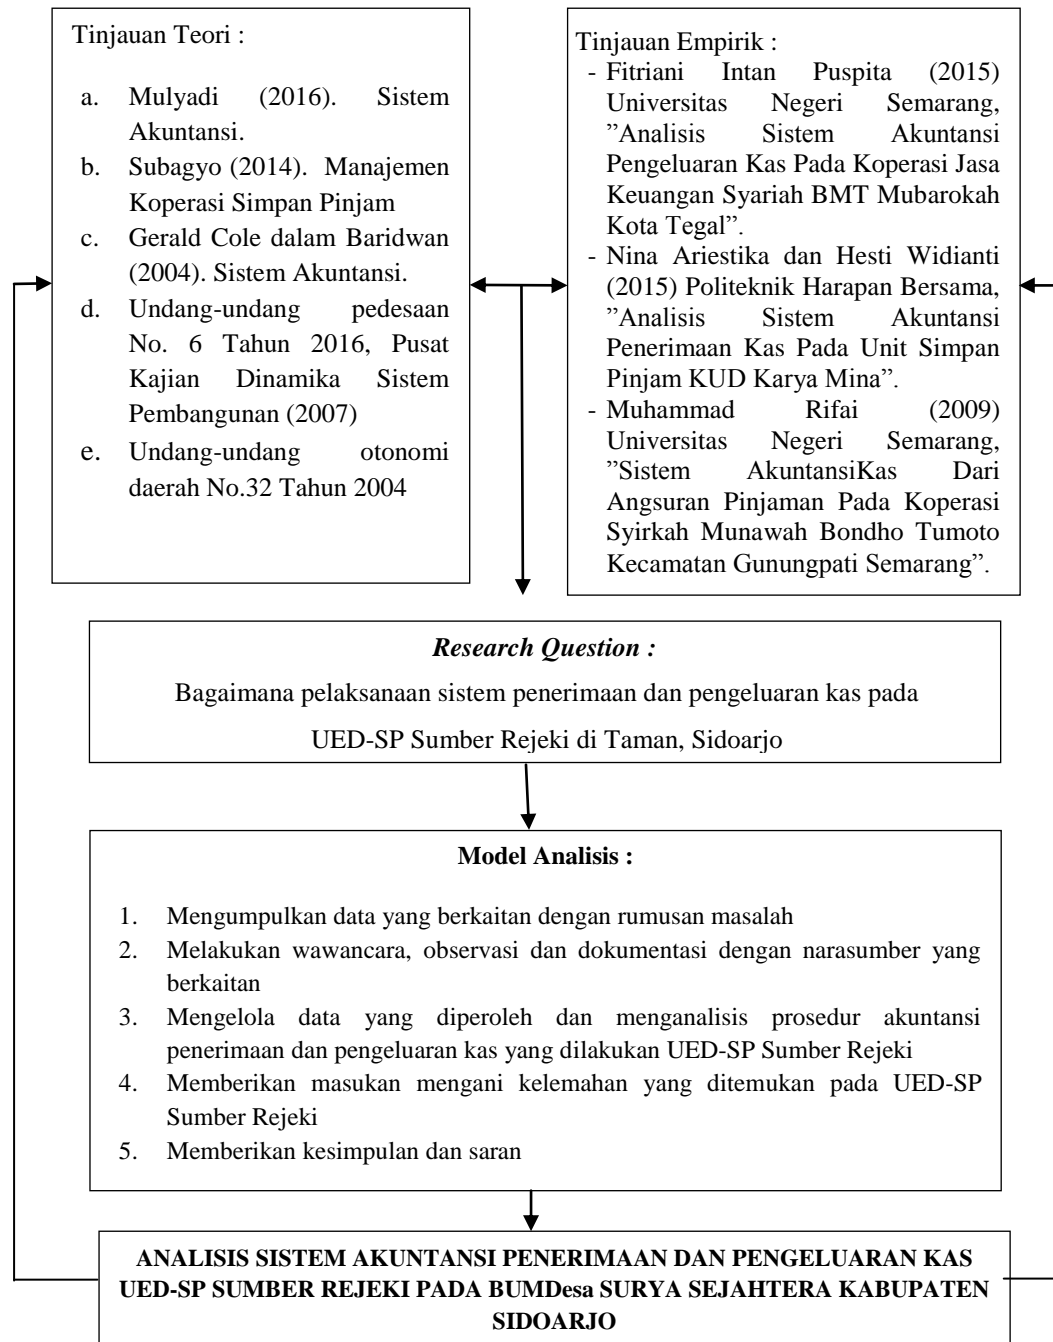 Tinjauan Teori :
a. Mulyadi (2016). Sistem
Akuntansi.
b. Subagyo (2014). Manajemen
Koperasi Simpan Pinjam
c. Gerald Cole dalam Baridwan
(2004). Sistem Akuntansi.
d. Undang-undang pedesaan
No. 6 Tahun 2016, Pusat
Kajian Dinamika Sistem
Pembangunan (2007)
e. Undang-undang otonomi
daerah No.32 Tahun 2004
Tinjauan Empirik :
- Fitriani Intan Puspita (2015)
Universitas Negeri Semarang,
”Analisis Sistem Akuntansi
Pengeluaran Kas Pada Koperasi Jasa
Keuangan Syariah BMT Mubarokah
Kota Tegal”.
- Nina Ariestika dan Hesti Widianti
(2015) Politeknik Harapan Bersama,
”Analisis Sistem Akuntansi
Penerimaan Kas Pada Unit Simpan
Pinjam KUD Karya Mina”.
- Muhammad Rifai (2009)
Universitas Negeri Semarang,
”Sistem AkuntansiKas Dari
Angsuran Pinjaman Pada Koperasi
Syirkah Munawah Bondho Tumoto
Kecamatan Gunungpati Semarang”.
Research Question :
Bagaimana pelaksanaan sistem penerimaan dan pengeluaran kas pada
UED-SP Sumber Rejeki di Taman, Sidoarjo
Model Analisis :
1. Mengumpulkan data yang berkaitan dengan rumusan masalah
2. Melakukan wawancara, observasi dan dokumentasi dengan narasumber yang
berkaitan
3. Mengelola data yang diperoleh dan menganalisis prosedur akuntansi
penerimaan dan pengeluaran kas yang dilakukan UED-SP Sumber Rejeki
4. Memberikan masukan mengani kelemahan yang ditemukan pada UED-SP
Sumber Rejeki
5. Memberikan kesimpulan dan saran
ANALISIS SISTEM AKUNTANSI PENERIMAAN DAN PENGELUARAN KAS
UED-SP SUMBER REJEKI PADA BUMDesa SURYA SEJAHTERA KABUPATEN
SIDOARJO